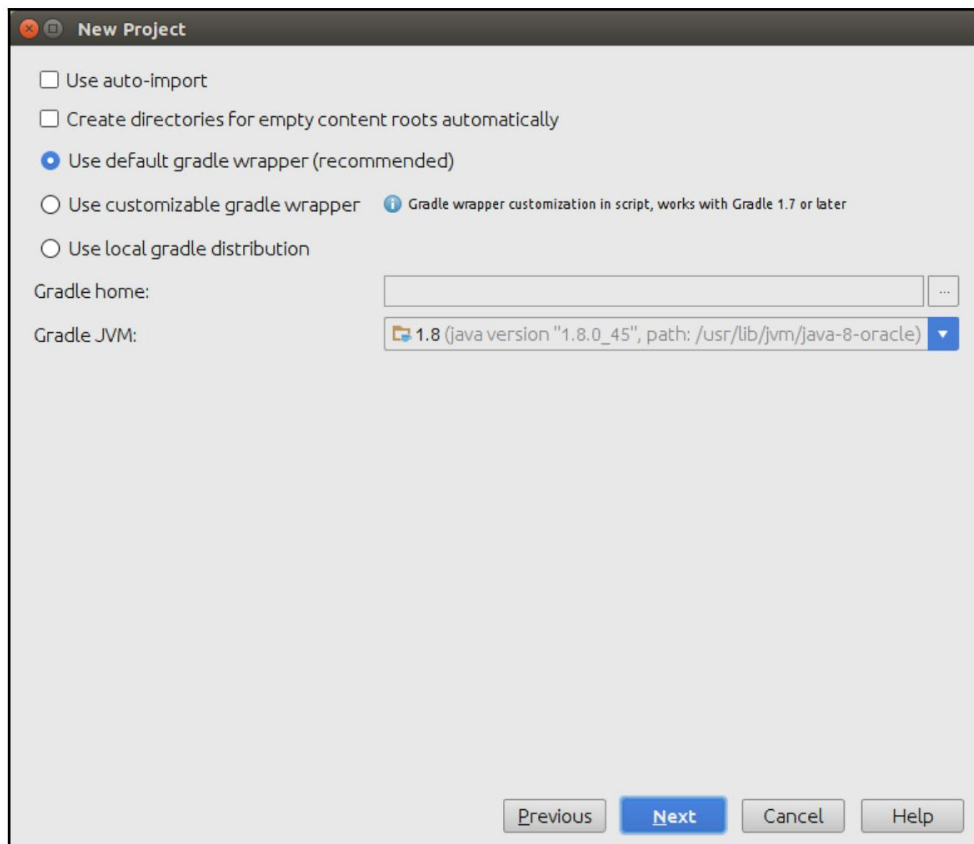 New Project
Use auto-import
Create directories for empty content roots automatically
Use default gradle wrapper (recommended)
Use customizable gradle wrapper Gradle wrapper customization in script, works with Gradle 1.7 or later
Use local gradle distribution
Gradle home: ...
Gradle JVM: 1.8 (java version "1.8.0_45", path: /usr/lib/jvm/java-8-oracle)
Previous Next Cancel Help